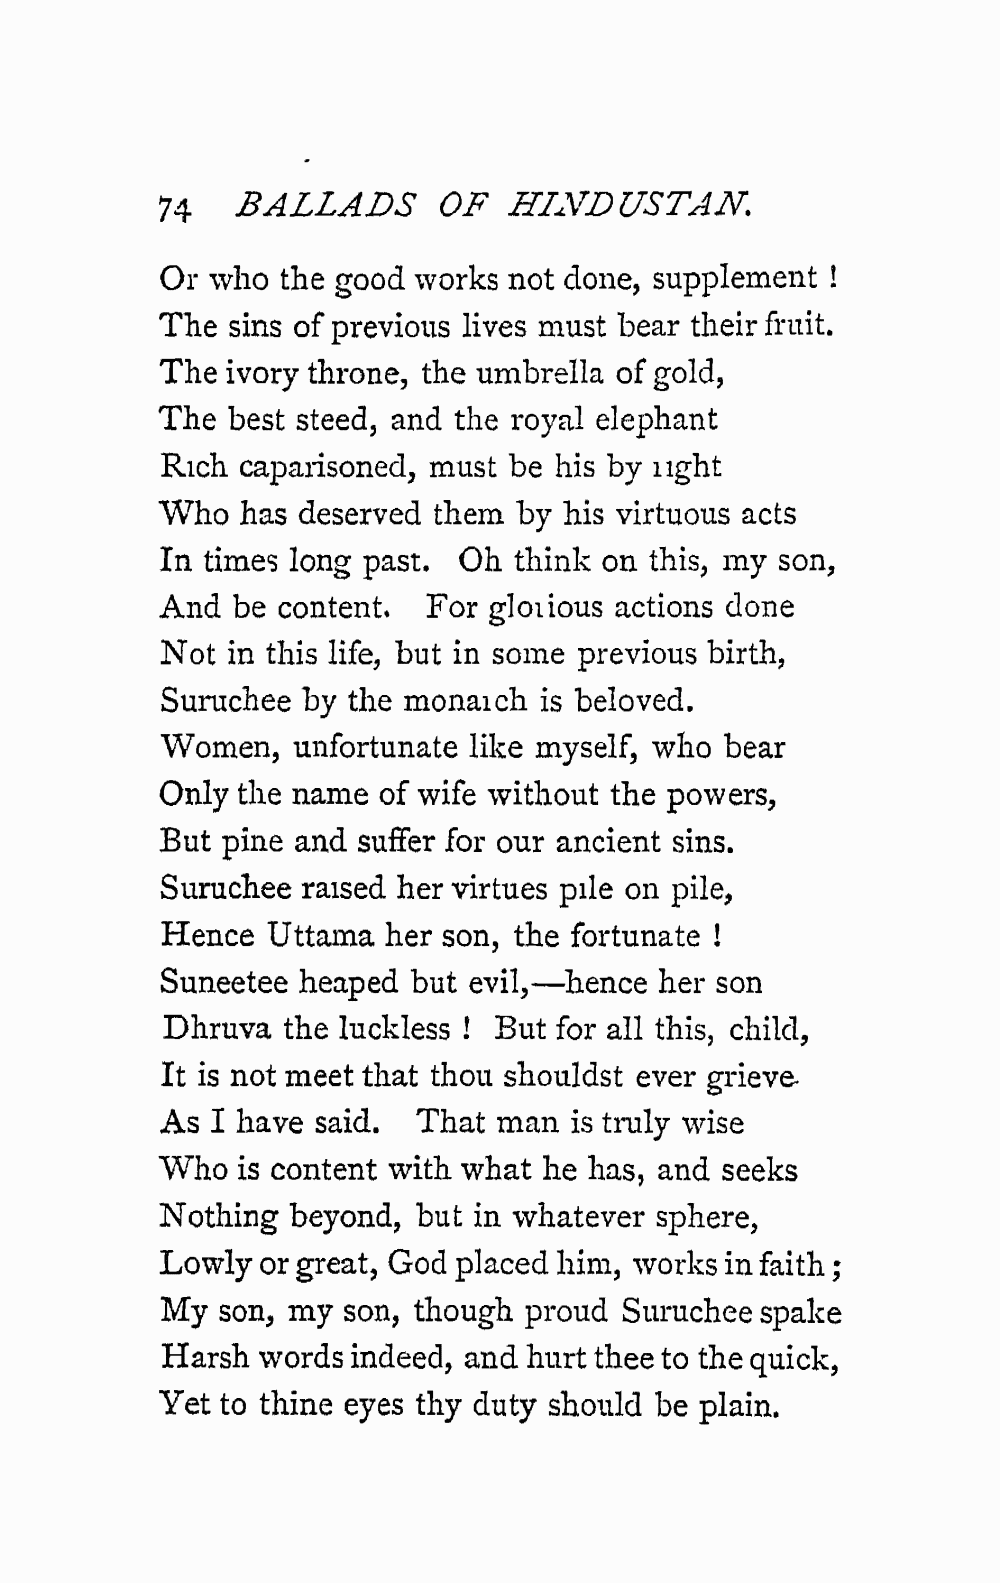 74 BALLADS OF HINDUSTAN.
Or who the good works not done, supplement !
The sins of previous lives must bear their fruit.
The ivory throne, the umbrella of gold,
The best steed, and the royal elephant
Rich caparisoned, must be his by right
Who has deserved them by his virtuous acts
In times long past. Oh think on this, my son,
And be content. For glorious actions done
Not in this life, but in some previous birth,
Suruchee by the monarch is beloved.
Women, unfortunate like myself, who bear
Only the name of wife without the powers,
But pine and suffer for our ancient sins.
Suruchee raised her virtues pile on pile,
Hence Uttama her son, the fortunate !
Suneetee heaped but evil,—hence her son
Dhruva the luckless ! But for all this, child,
It is not meet that thou shouldst ever grieve
As I have said. That man is truly wise
Who is content with what he has, and seeks
Nothing beyond, but in whatever sphere,
Lowly or great, God placed him, works in faith ;
My son, my son, though proud Suruchee spake
Harsh words indeed, and hurt thee to the quick,
Yet to thine eyes thy duty should be plain.